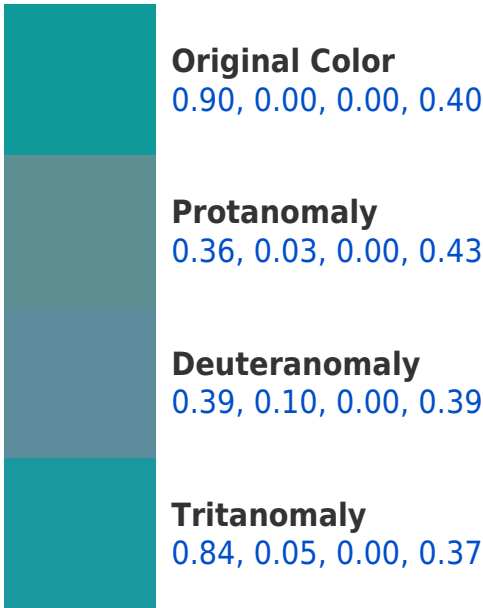 Original Color
0.90, 0.00, 0.00, 0.40
Protanomaly
0.36, 0.03, 0.00, 0.43
Deuteranomaly
0.39, 0.10, 0.00, 0.39
Tritanomaly
0.84, 0.05, 0.00, 0.37